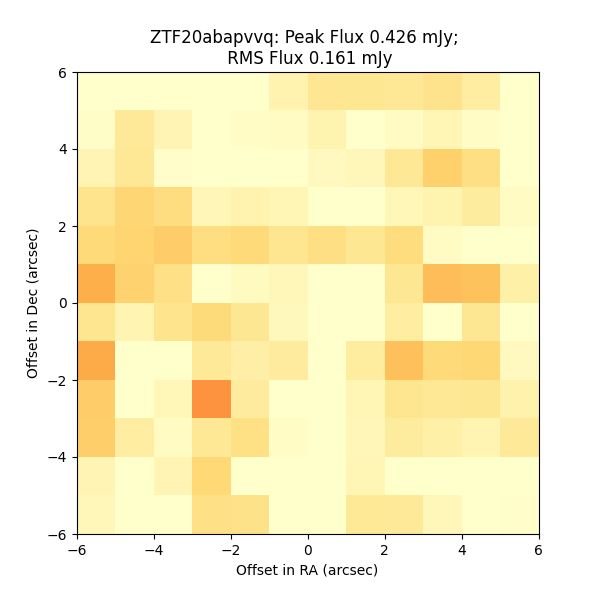 ZTF20abapvvq: Peak Flux 0.426 mJy;
RMS Flux 0.161 mJy
6
4
2
0
−2
−4
−6
Offset in Dec (arcsec)
−6 −4 −2 0 2 4 6
Offset in RA (arcsec)